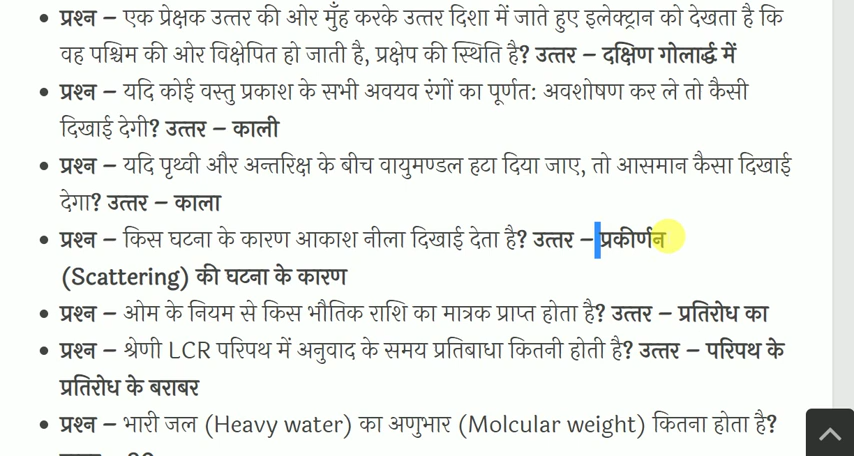 प्रश्न – एक प्रेक्षक उत्तर की ओर मुँह करके उत्तर दिशा में जाते हुए इलेक्ट्रान को देखता है कि
वह पश्चिम की ओर विक्षेपित हो जाती है, प्रक्षेप की स्थिति है? उत्तर – दक्षिण गोलार्द्ध में
प्रश्न – यदि कोई वस्तु प्रकाश के सभी अवयव रंगों का पूर्णत: अवशोषण कर ले तो कैसी
दिखाई देगी? उत्तर – काली
प्रश्न – यदि पृथ्वी और अन्तरिक्ष के बीच वायुमण्डल हटा दिया जाए, तो आसमान कैसा दिखाई
देगा? उत्तर – काला
प्रश्न – किस घटना के कारण आकाश नीला दिखाई देता है? उत्तर – प्रकीर्णन
(Scattering) की घटना के कारण
प्रश्न – ओम के नियम से किस भौतिक राशि का मात्रक प्राप्त होता है? उत्तर – प्रतिरोध का
प्रश्न – श्रेणी LCR परिपथ में अनुवाद के समय प्रतिबाधा कितनी होती है? उत्तर – परिपथ के
प्रतिरोध के बराबर
प्रश्न – भारी जल (Heavy water) का अणुभार (Molcular weight) कितना होता है?